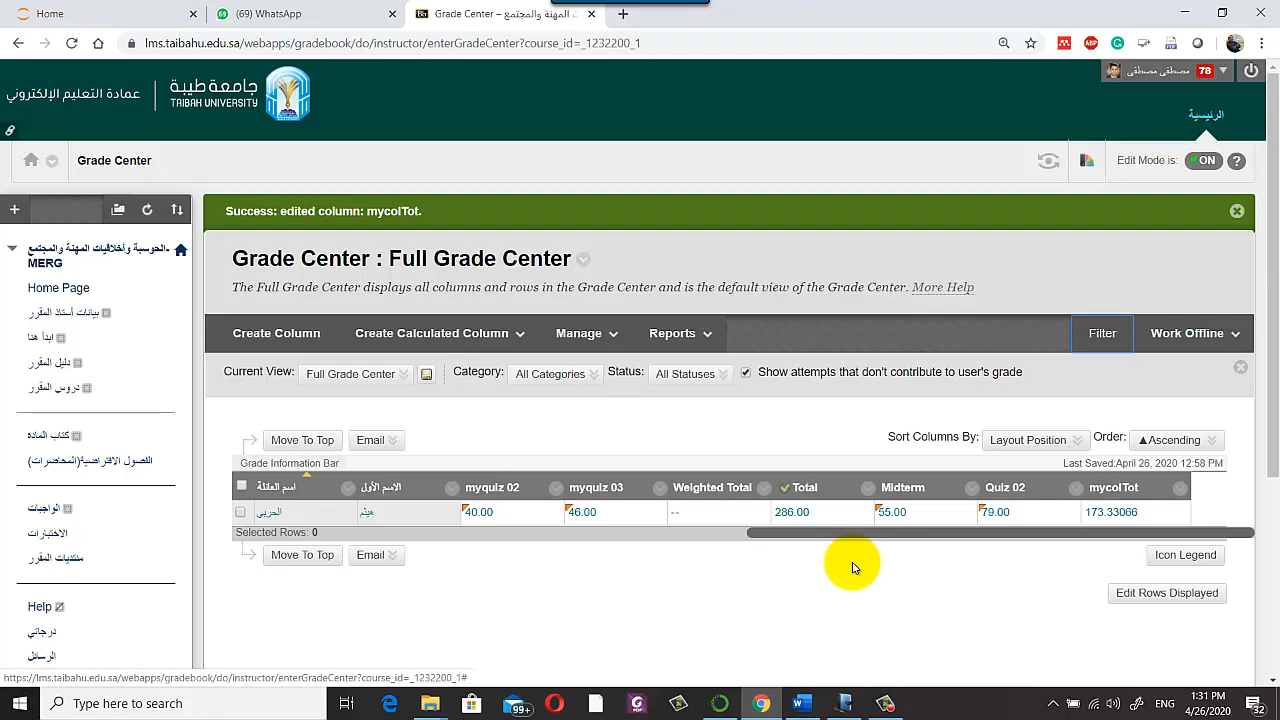 Home
(69) WhatsApp
Grade Center – الحوسبة وأخلاقيات المهنة والمجتمع
lms.taibahu.edu.sa/webapps/gradebook/do/instructor/enterGradeCenter?course_id=_1232200_1
عمادة التعليم الإلكتروني
جامعة طيبة
TAIBAH UNIVERSITY
مصطفى مصطفى 78
الرئيسية
Grade Center
Edit Mode is: ON ?
Success: edited column: mycolTot.
الحوسبة وأخلاقيات المهنة والمجتمع-
MERG
Home Page
بيانات أستاذ المقرر
ابدأ هنا
دليل المقرر
دروس المقرر
كتاب المادة
الفصول الافتراضية(المحاضرات)
الواجبات
الاختبارات
منتديات المقرر
Help
درجاتي
الرسائل
Grade Center : Full Grade Center
The Full Grade Center displays all columns and rows in the Grade Center and is the default view of the Grade Center. More Help
Create Column Create Calculated Column Manage Reports Filter Work Offline
Current View: Full Grade Center Category: All Categories Status: All Statuses Show attempts that don't contribute to user's grade
Move To Top Email Sort Columns By: Layout Position Order: ▲Ascending
Grade Information Bar Last Saved:April 26, 2020 12:58 PM
اسم العائلة الاسم الأول myquiz 02 myquiz 03 Weighted Total Total Midterm Quiz 02 mycolTot
الحربي هيثم 40.00 46.00 -- 286.00 55.00 79.00 173.33066
Selected Rows: 0
Move To Top Email Icon Legend
Edit Rows Displayed
https://lms.taibahu.edu.sa/webapps/gradebook/do/instructor/enterGradeCenter?course_id=_1232200_1#
Type here to search
99+
ENG
1:31 PM
4/26/2020
32